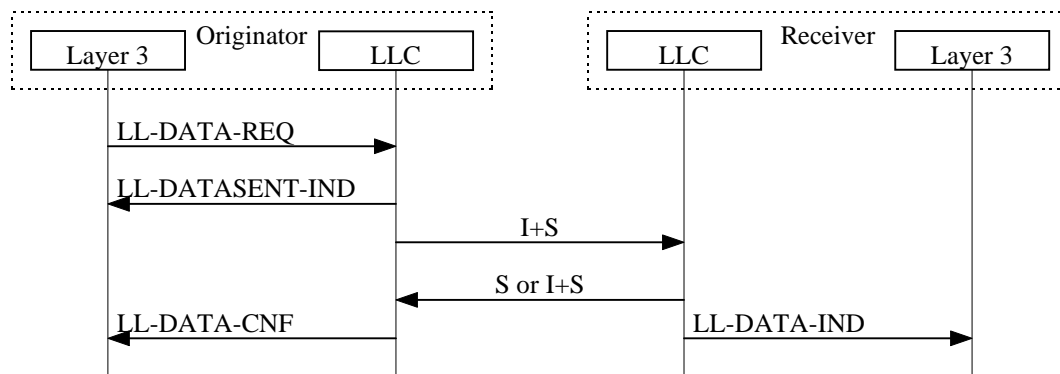 Originator
Receiver
Layer 3
LLC
LLC
Layer 3
LL-DATA-REQ
LL-DATASENT-IND
I+S
S or I+S
LL-DATA-CNF
LL-DATA-IND